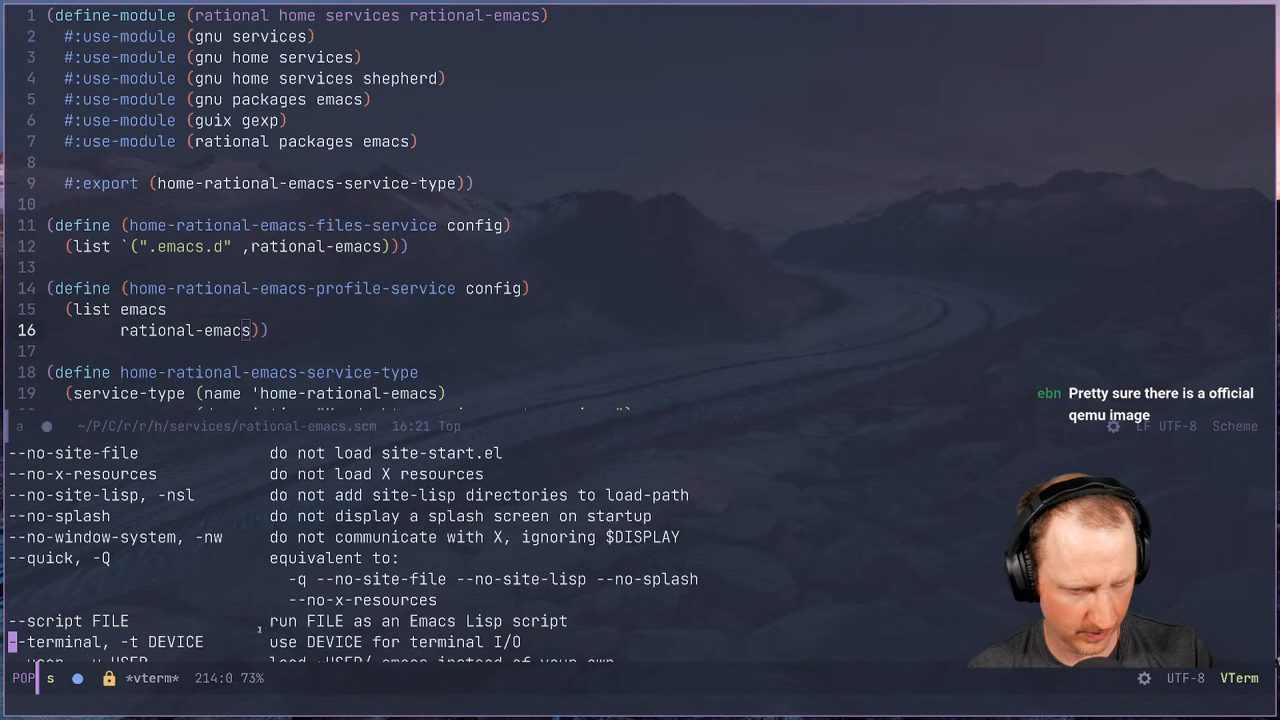 1 (define-module (rational home services rational-emacs)
2 #:use-module (gnu services)
3 #:use-module (gnu home services)
4 #:use-module (gnu home services shepherd)
5 #:use-module (gnu packages emacs)
6 #:use-module (guix gexp)
7 #:use-module (rational packages emacs)
8
9 #:export (home-rational-emacs-service-type))
10
11 (define (home-rational-emacs-files-service config)
12 (list `(".emacs.d" ,rational-emacs)))
13
14 (define (home-rational-emacs-profile-service config)
15 (list emacs
16 rational-emacs))
17
18 (define home-rational-emacs-service-type
19 (service-type (name 'home-rational-emacs)
ebn Pretty sure there is a official
qemu image
a ~/P/C/r/r/h/services/rational-emacs.scm 16:21 Top LF UTF-8 Scheme
--no-site-file do not load site-start.el
--no-x-resources do not load X resources
--no-site-lisp, -nsl do not add site-lisp directories to load-path
--no-splash do not display a splash screen on startup
--no-window-system, -nw do not communicate with X, ignoring $DISPLAY
--quick, -Q equivalent to:
-q --no-site-file --no-site-lisp --no-splash
--no-x-resources
--script FILE run FILE as an Emacs Lisp script
--terminal, -t DEVICE use DEVICE for terminal I/O
POP s *vterm* 214:0 73% UTF-8 VTerm